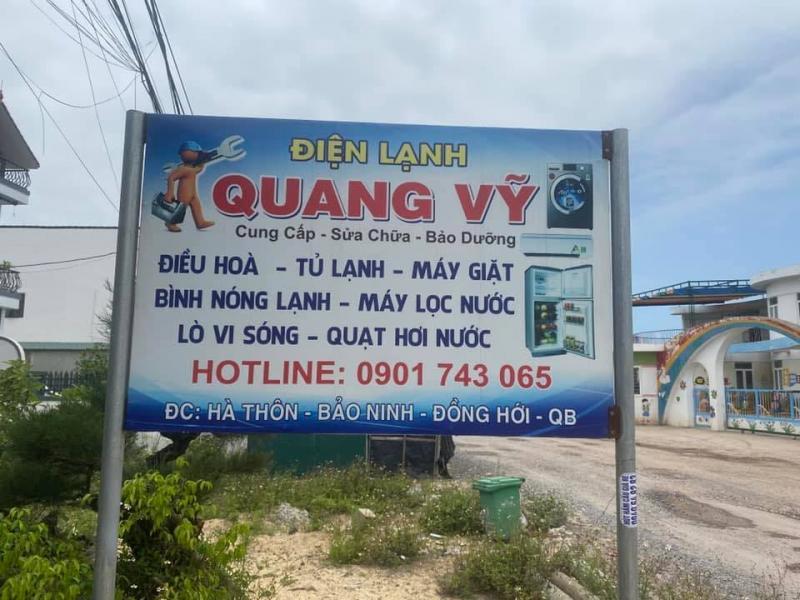 ĐIỆN LẠNH
QUANG VỸ
Cung Cấp - Sửa Chữa - Bảo Dưỡng
ĐIỀU HOÀ - TỦ LẠNH - MÁY GIẶT
BÌNH NÓNG LẠNH - MÁY LỌC NƯỚC
LÒ VI SÓNG - QUẠT HƠI NƯỚC
HOTLINE: 0901 743 065
ĐC: HÀ THÔN - BẢO NINH - ĐỒNG HỚI - QB